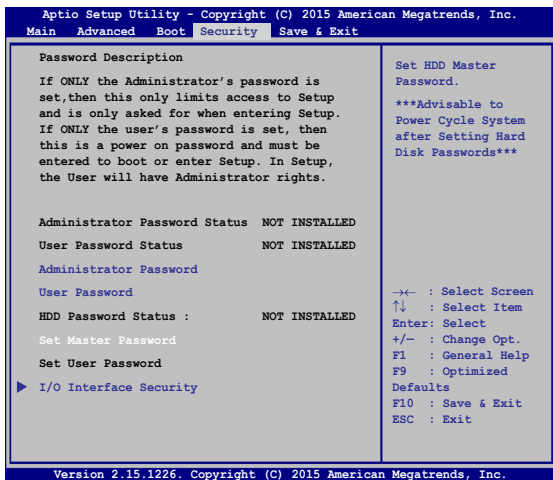 Aptio Setup Utility - Copyright (C) 2015 American Megatrends, Inc.
Main Advanced Boot Security Save & Exit
Password Description
If ONLY the Administrator's password is
set,then this only limits access to Setup
and is only asked for when entering Setup.
If ONLY the user's password is set, then
this is a power on password and must be
entered to boot or enter Setup. In Setup,
the User will have Administrator rights.
Administrator Password Status NOT INSTALLED
User Password Status NOT INSTALLED
Administrator Password
User Password
HDD Password Status : NOT INSTALLED
Set Master Password
Set User Password
I/O Interface Security
Set HDD Master
Password.
***Advisable to
Power Cycle System
after Setting Hard
Disk Passwords***
→← : Select Screen
↑↓ : Select Item
Enter: Select
+/— : Change Opt.
F1 : General Help
F9 : Optimized
Defaults
F10 : Save & Exit
ESC : Exit
Version 2.15.1226. Copyright (C) 2015 American Megatrends, Inc.